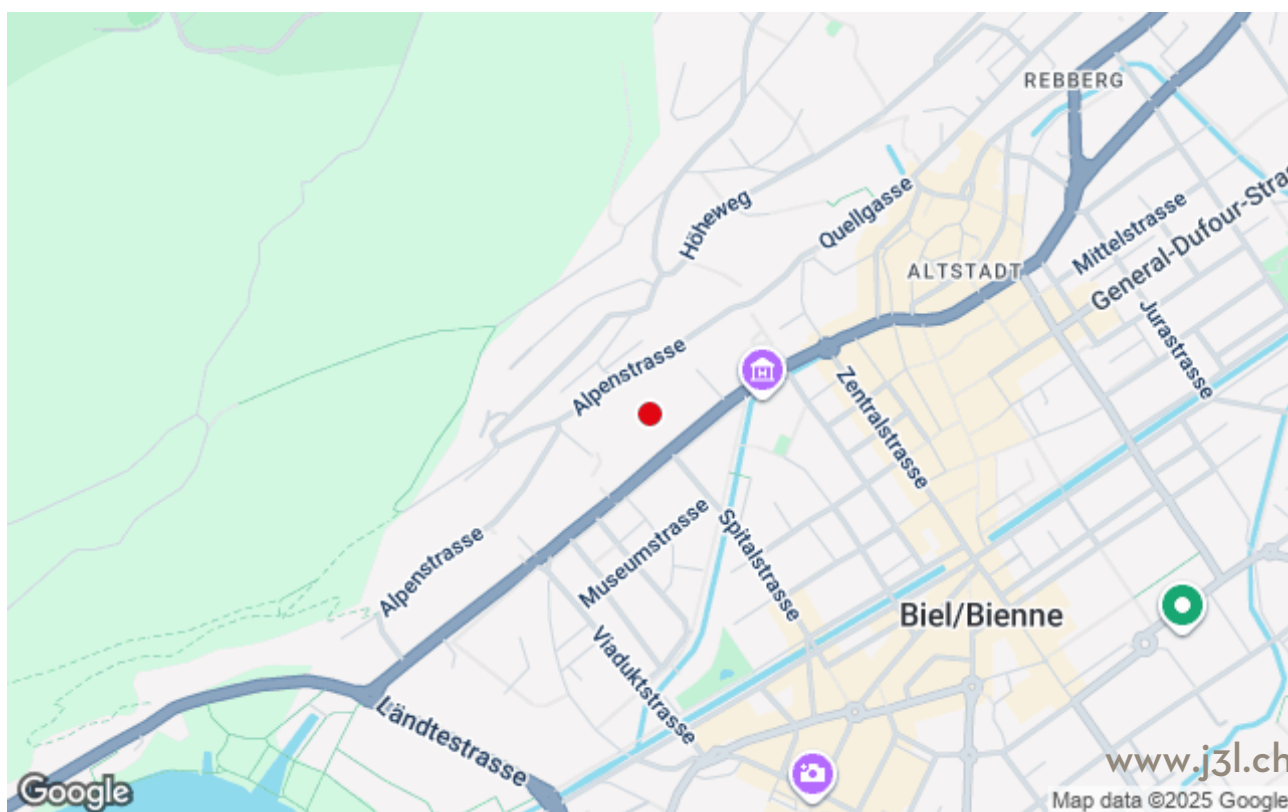 REBBERG
Höheweg
Quellgasse
ALTSTADT
Mittelstrasse
General-Dufour-Stras
Jurastrasse
Alpenstrasse
Zentralstrasse
Museumstrasse
Spitalstrasse
Alpenstrasse
Biel/Bienne
Viaduktstrasse
Ländtestrasse
www.j3l.ch
Google
Map data ©2025 Google